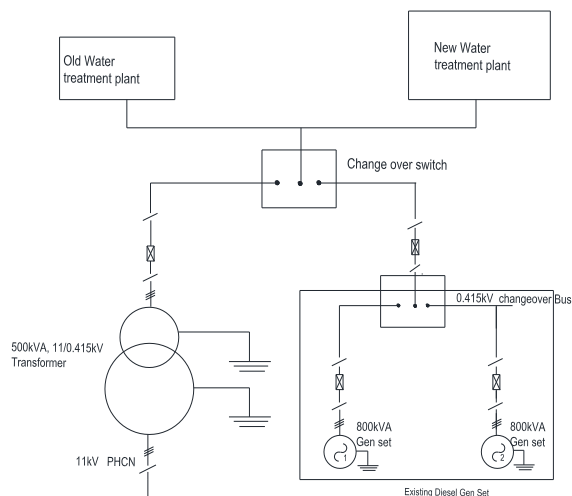 Old Water
treatment plant
New Water
treatment plant
Change over switch
0.415kV changeover Bus
500kVA, 11/0.415kV
Transformer
11kV PHCN
800kVA
Gen set
1
800kVA
Gen set
2
Existing Diesel Gen Set